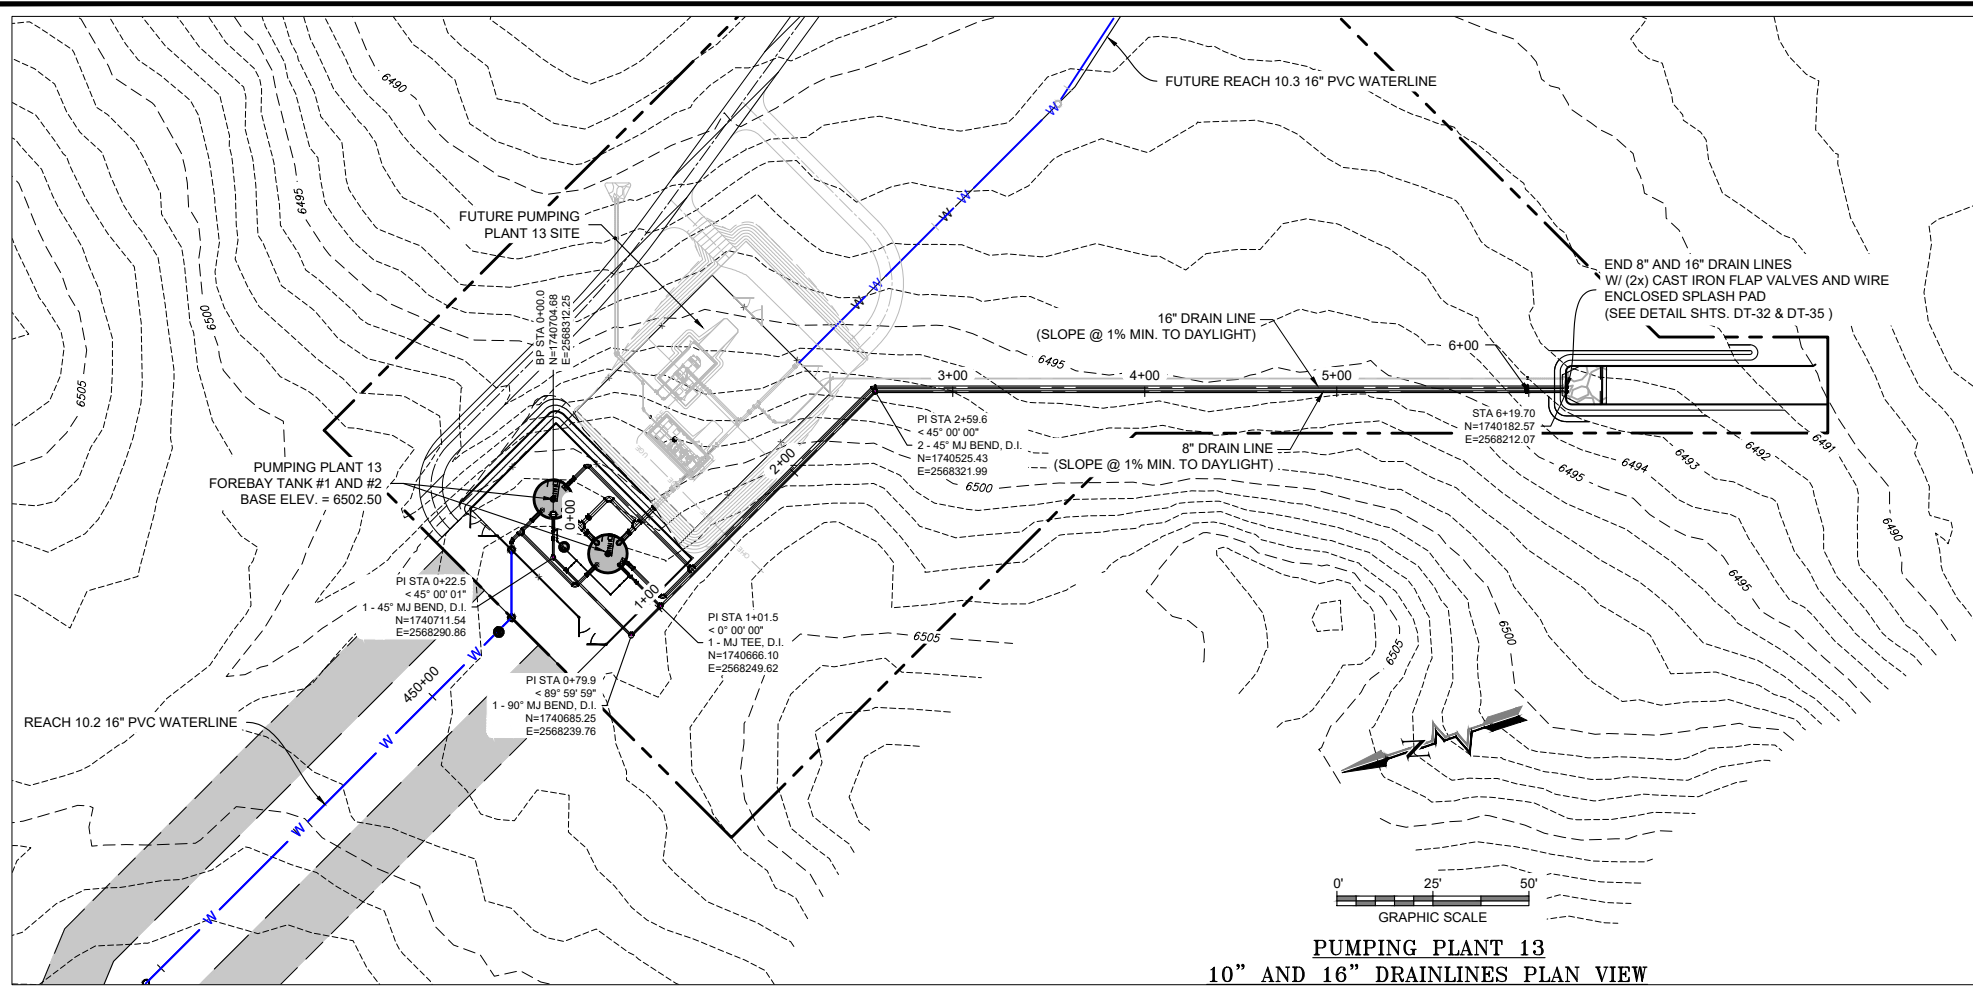 6490
FUTURE REACH 10.3 16" PVC WATERLINE
W
6495
W
W
FUTURE PUMPING
PLANT 13 SITE
6500
BP STA 0+00.0
N=1740704.68
E=2568312.25
W
W
END 8" AND 16" DRAIN LINES
W/ (2x) CAST IRON FLAP VALVES AND WIRE
ENCLOSED SPLASH PAD
(SEE DETAIL SHTS. DT-32 & DT-35 )
16" DRAIN LINE
(SLOPE @ 1% MIN. TO DAYLIGHT)
6+00
6495
3+00
4+00
5+00
6505
PI STA 2+59.6
< 45° 00' 00"
2 - 45° MJ BEND, D.I.
N=1740525.43
E=2568321.99
STA 6+19.70
N=1740182.57
E=2568212.07
8" DRAIN LINE
(SLOPE @ 1% MIN. TO DAYLIGHT)
6491
6492
6493
6494
6495
6500
2+00
PUMPING PLANT 13
FOREBAY TANK #1 AND #2
BASE ELEV. = 6502.50
0+00
6490
OHE
6495
PI STA 0+22.5
< 45° 00' 01"
1 - 45° MJ BEND, D.I.
N=1740711.54
E=2568290.86
1+00
PI STA 1+01.5
< 0° 00' 00"
1 - MJ TEE, D.I.
N=1740666.10
E=2568249.62
6505
6500
6505
W
450+00
PI STA 0+79.9
< 89° 59' 59"
1 - 90° MJ BEND, D.I.
N=1740685.25
E=2568239.76
REACH 10.2 16" PVC WATERLINE
W
N
W
W
0'
25'
50'
GRAPHIC SCALE
PUMPING PLANT 13
10" AND 16" DRAINLINES PLAN VIEW